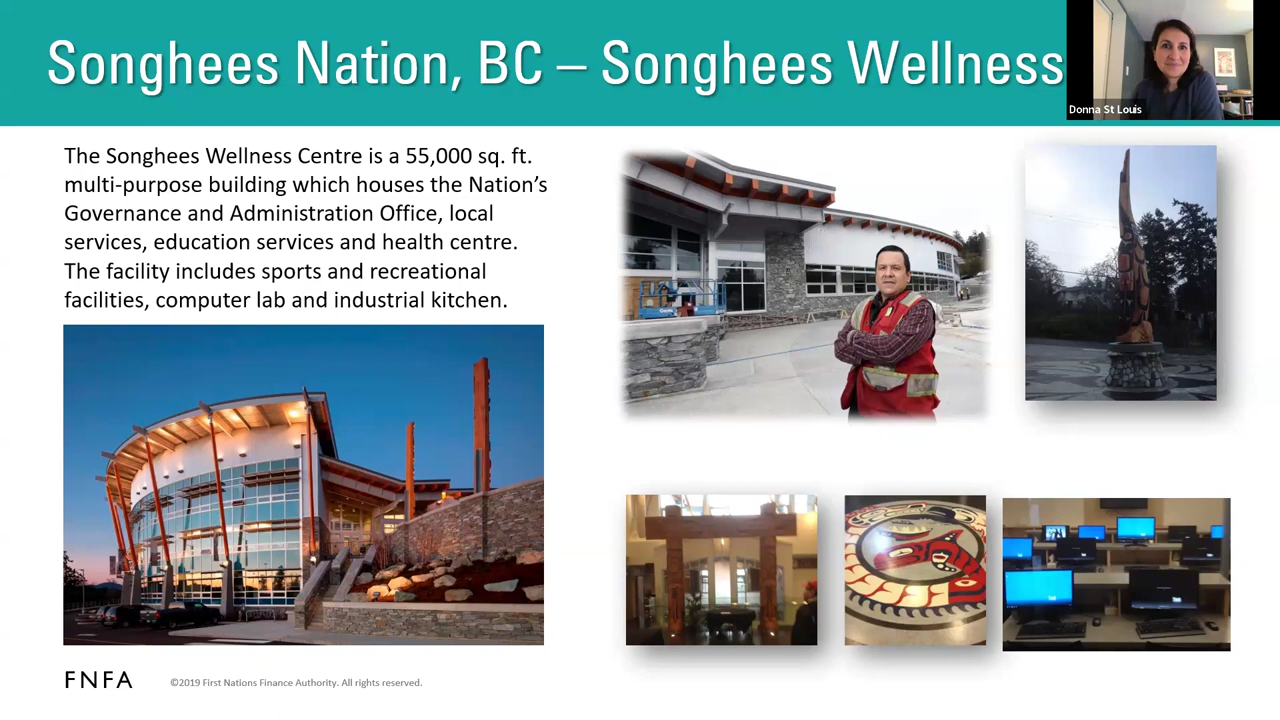 Songhees Nation, BC – Songhees Wellness
Donna St Louis
The Songhees Wellness Centre is a 55,000 sq. ft.
multi-purpose building which houses the Nation’s
Governance and Administration Office, local
services, education services and health centre.
The facility includes sports and recreational
facilities, computer lab and industrial kitchen.
FNFA
©2019 First Nations Finance Authority. All rights reserved.